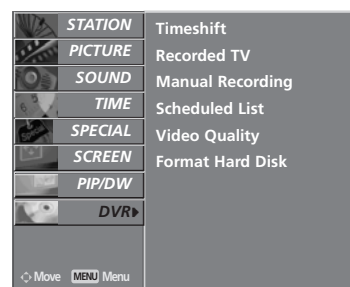 STATION
PICTURE
SOUND
TIME
SPECIAL
SCREEN
PIP/DW
DVR
Move MENU Menu
Timeshift
Recorded TV
Manual Recording
Scheduled List
Video Quality
Format Hard Disk